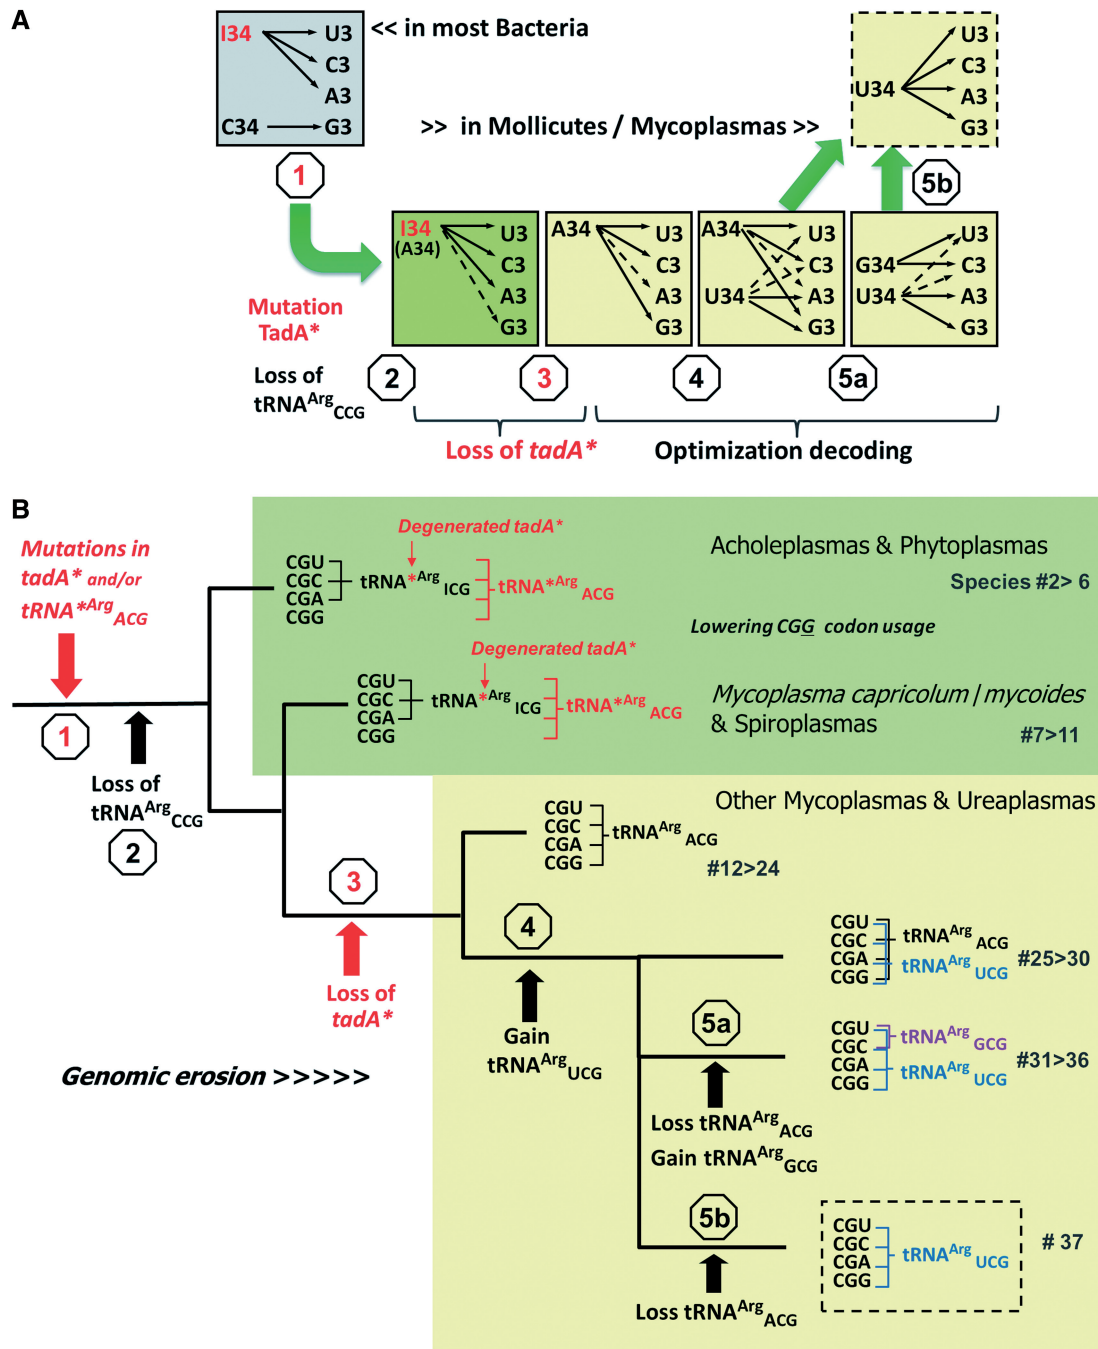 A
I34
U3
C3
A3
C34
G3
<< in most Bacteria
>> in Mollicutes / Mycoplasmas >>
U34
U3
C3
A3
G3
1
5b
I34
(A34)
U3
C3
A3
G3
A34
U3
C3
A3
G3
A34
U34
U3
C3
A3
G3
G34
U34
U3
C3
A3
G3
Mutation
TadA*
Loss of
tRNAArgCCG
2
3
4
5a
Loss of tadA*
Optimization decoding
B
Mutations in
tadA* and/or
tRNA*ArgACG
1
Loss of
tRNAArgCCG
2
Degenerated tadA*
CGU
CGC
CGA
CGG
tRNA*ArgICG
tRNA*ArgACG
Acholeplasmas & Phytoplasmas
Species #2> 6
Lowering CGG codon usage
Degenerated tadA*
CGU
CGC
CGA
CGG
tRNA*ArgICG
tRNA*ArgACG
Mycoplasma capricolum / mycoides
& Spiroplasmas
#7>11
Other Mycoplasmas & Ureaplasmas
CGU
CGC
CGA
CGG
tRNAArgACG
#12>24
3
Loss of
tadA*
4
Gain
tRNAArgUCG
CGU
CGC
CGA
CGG
tRNAArgACG
tRNAArgUCG
#25>30
5a
Loss tRNAArgACG
Gain tRNAArgGCG
CGU
CGC
CGA
CGG
tRNAArgGCG
tRNAArgUCG
#31>36
Genomic erosion >>>>>
5b
Loss tRNAArgACG
CGU
CGC
CGA
CGG
tRNAArgUCG
# 37